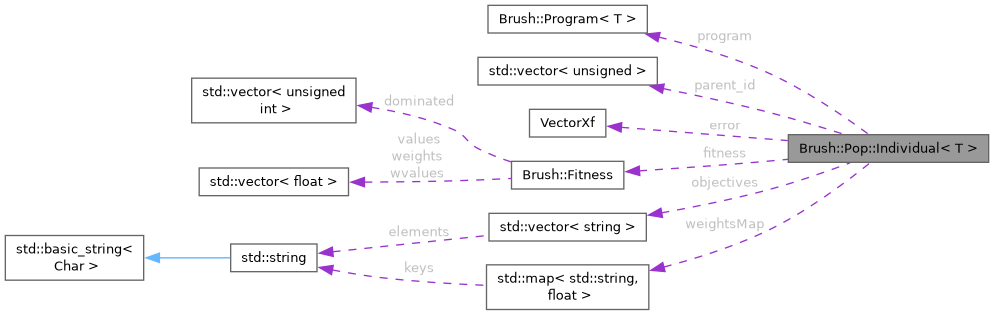 Brush::Program< T >
program
std::vector< unsigned >
parent_id
std::vector< unsigned
int >
dominated
VectorXf
error
Brush::Pop::Individual< T >
values
weights
wvalues
fitness
std::vector< float >
Brush::Fitness
objectives
std::vector< string >
weightsMap
elements
std::basic_string<
Char >
std::string
keys
std::map< std::string,
float >